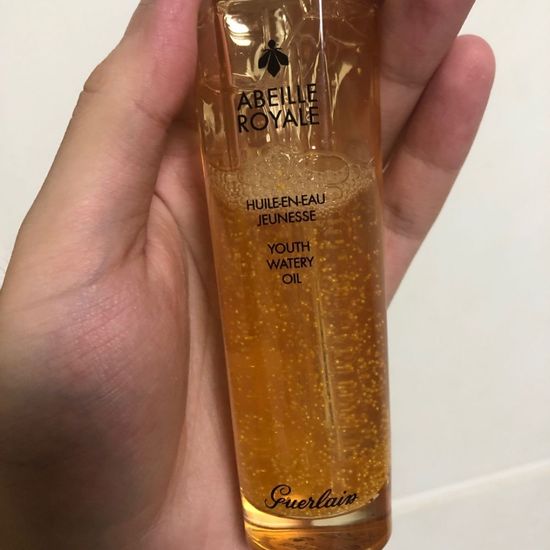 ABEILLE
ROYALE
HUILE-EN-EAU
JEUNESSE
YOUTH
WATERY
OIL
Guerlain